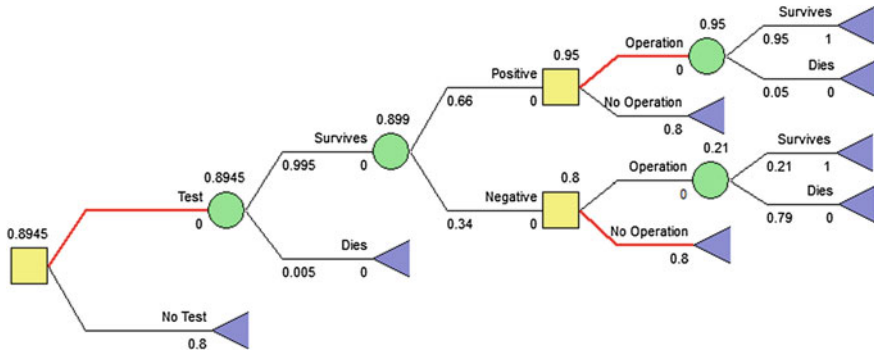 0.95
Survives
0.95 1
Operation
0
Dies
0.05 0
0.95
Positive
0.66 0
No Operation
0.8
0.899
Survives
0.995 0
0.21
Survives
0.21 1
Operation
0
Dies
0.79 0
0.8
Negative
0.34 0
No Operation
0.8
0.8945
Test
0
Dies
0.005 0
0.8945
No Test
0.8